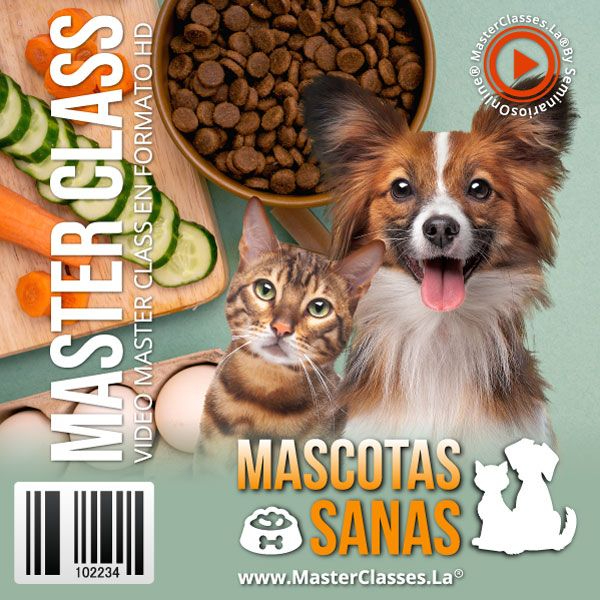 MASTER CLASS
VIDEO MASTER CLASS EN FORMATO HD
MasterClasses.La®By SeminariosOnline®
MASCOTAS
SANAS
www.MasterClasses.La®
102234